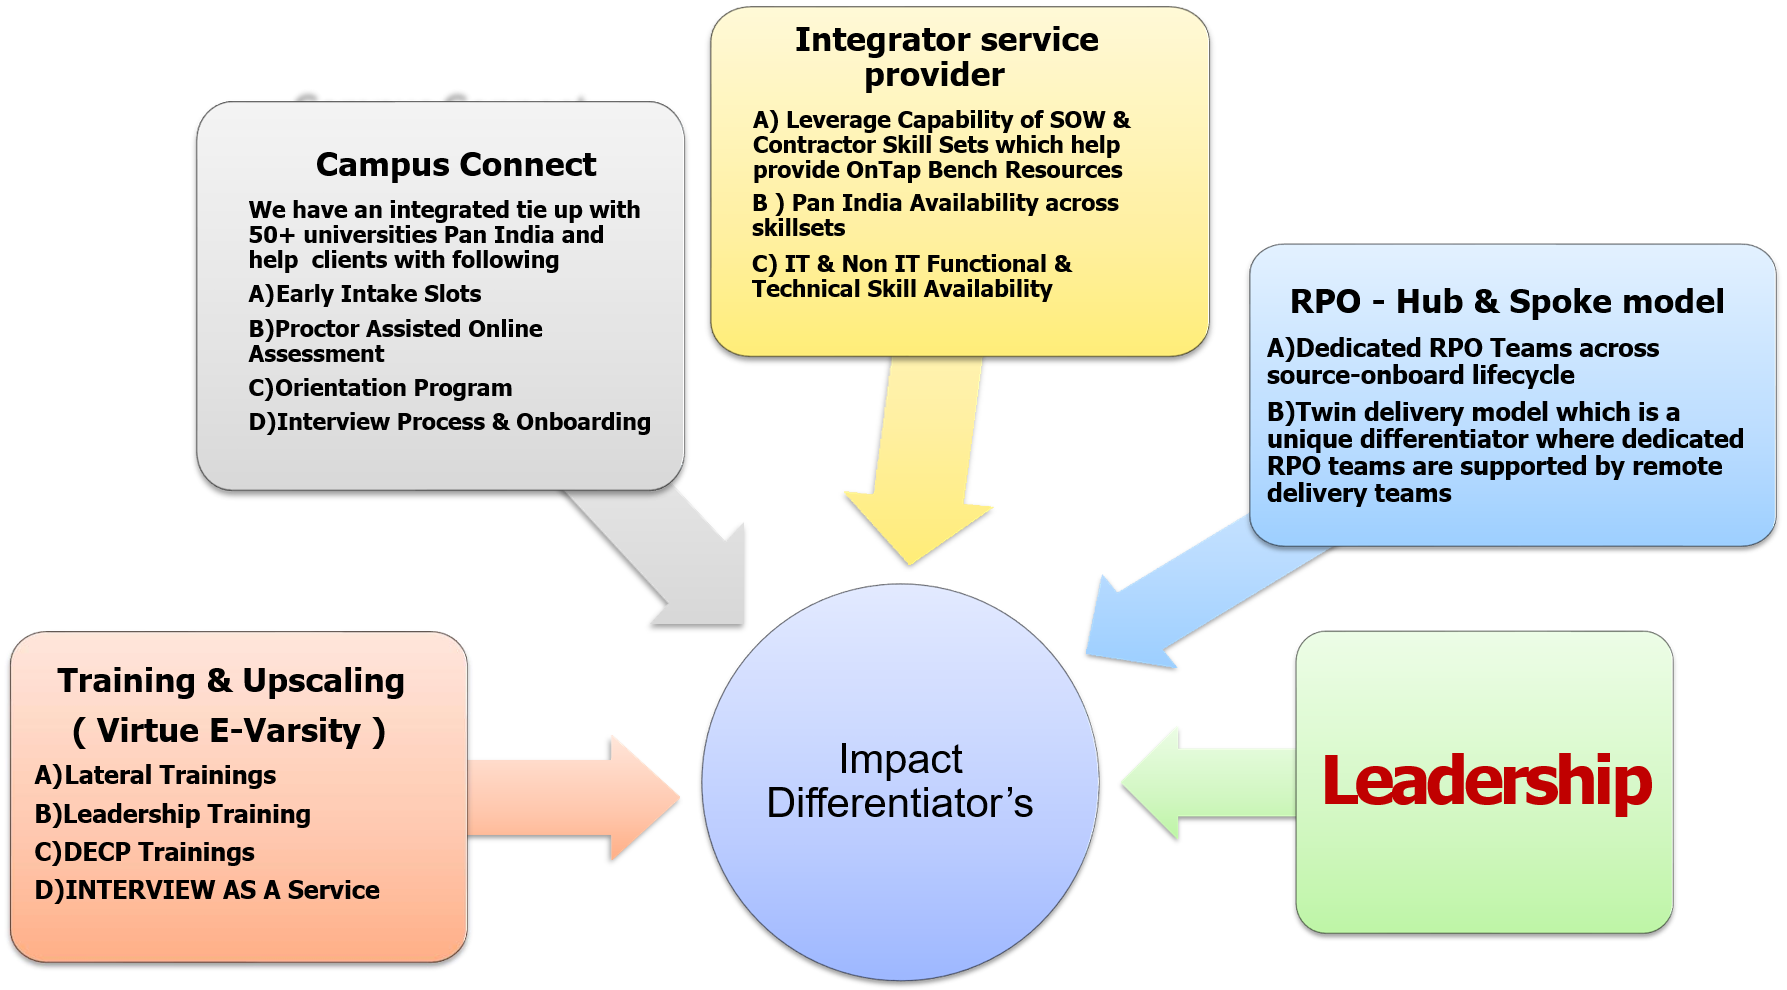 Integrator service
provider
A) Leverage Capability of SOW &
Contractor Skill Sets which help
provide OnTap Bench Resources
B ) Pan India Availability across
skillsets
C) IT & Non IT Functional &
Technical Skill Availability
Campus Connect
We have an integrated tie up with
50+ universities Pan India and
help  clients with following
A)Early Intake Slots
B)Proctor Assisted Online
Assessment
C)Orientation Program
D)Interview Process & Onboarding
RPO - Hub & Spoke model
A)Dedicated RPO Teams across
source-onboard lifecycle
B)Twin delivery model which is a
unique differentiator where dedicated
RPO teams are supported by remote
delivery teams
Training & Upscaling
( Virtue E-Varsity )
A)Lateral Trainings
B)Leadership Training
C)DECP Trainings
D)INTERVIEW AS A Service
Impact
Differentiator’s
Leadership